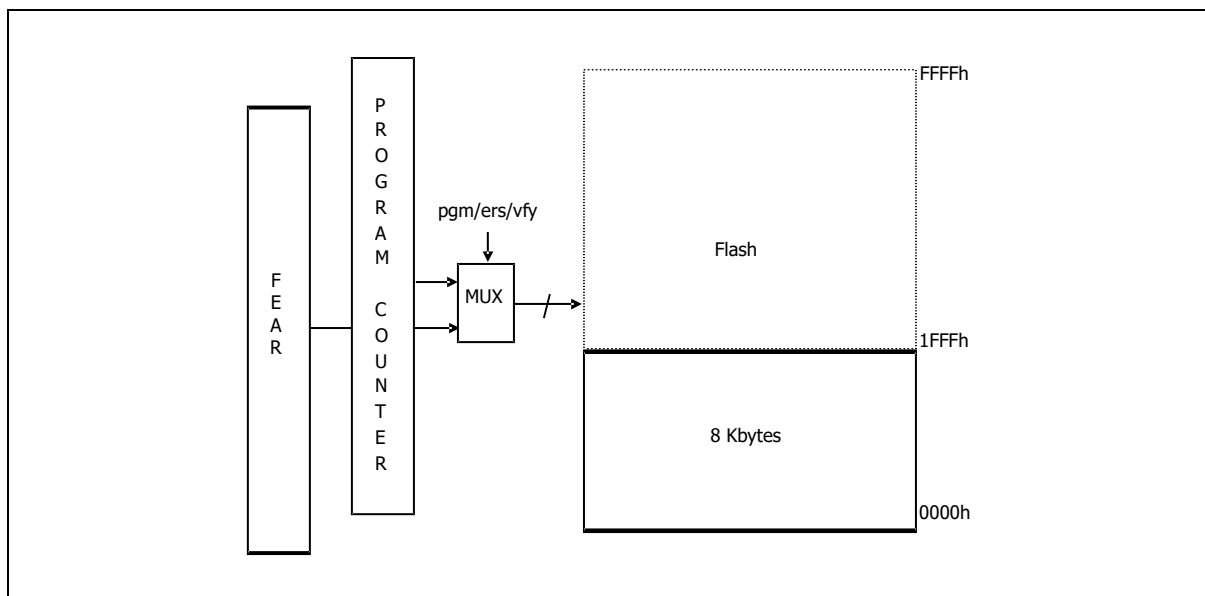 FEAR
PROGRAM COUNTER
pgm/ers/vfy
MUX
FFFFh
Flash
1FFFh
8 Kbytes
0000h